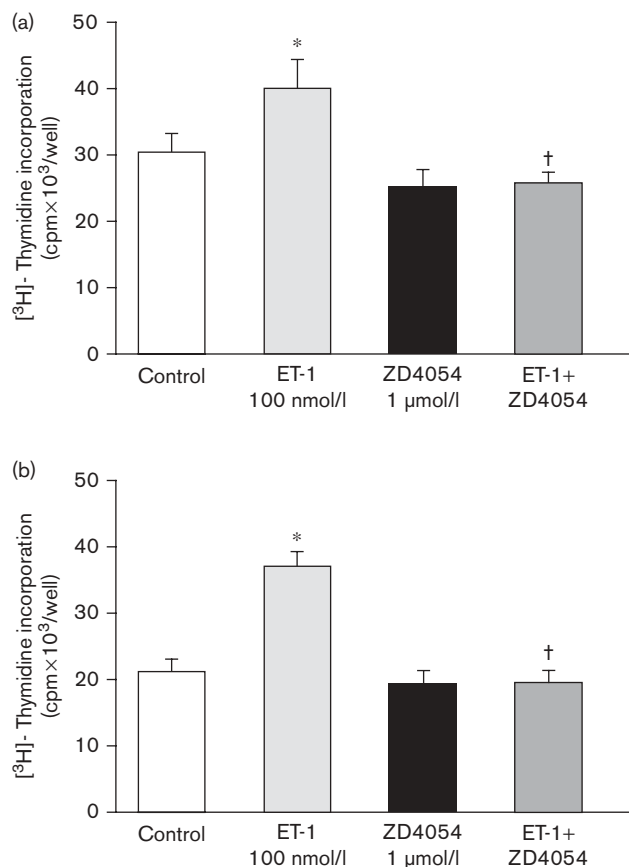 (a)
[³H]- Thymidine incorporation
(cpm×10³/well)
50
40
30
20
10
0
*
†
Control
ET-1
100 nmol/l
ZD4054
1 µmol/l
ET-1+
ZD4054
(b)
[³H]- Thymidine incorporation
(cpm×10³/well)
50
40
30
20
10
0
*
†
Control
ET-1
100 nmol/l
ZD4054
1 µmol/l
ET-1+
ZD4054